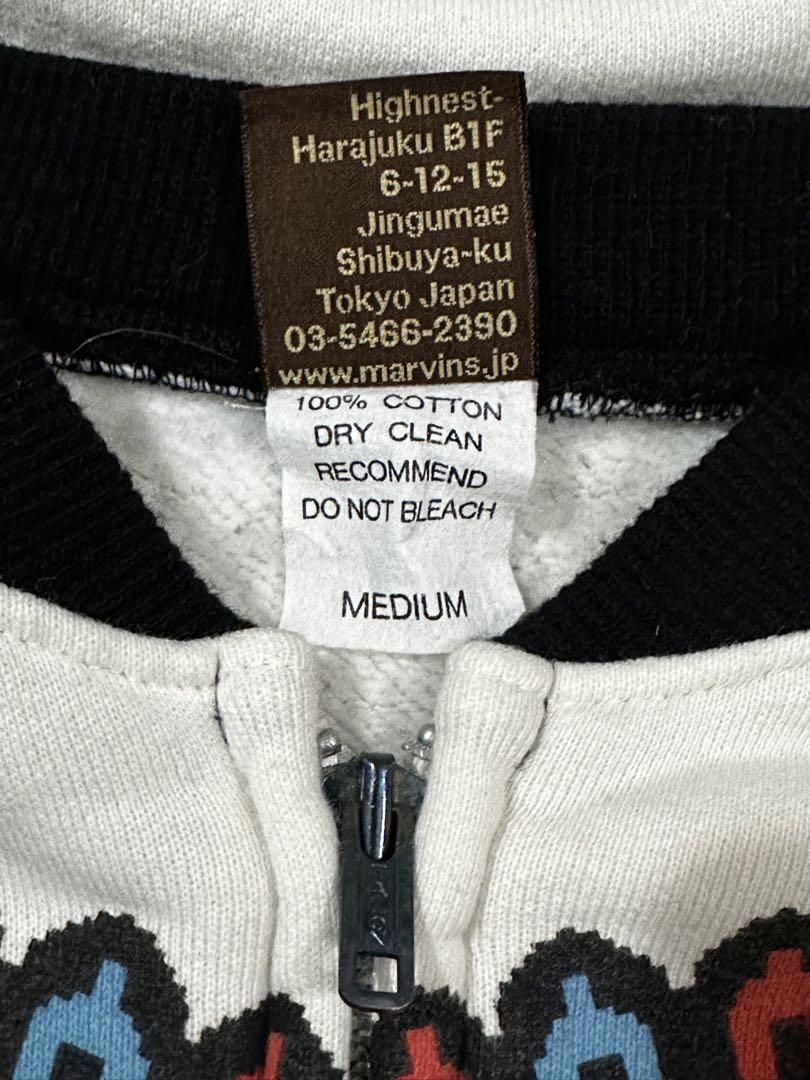 Highnest-
Harajuku B1F
6-12-15
Jingumae
Shibuya-ku
Tokyo Japan
03-5466-2390
www.marvins.jp
100% COTTON
DRY CLEAN
RECOMMEND
DO NOT BLEACH
MEDIUM